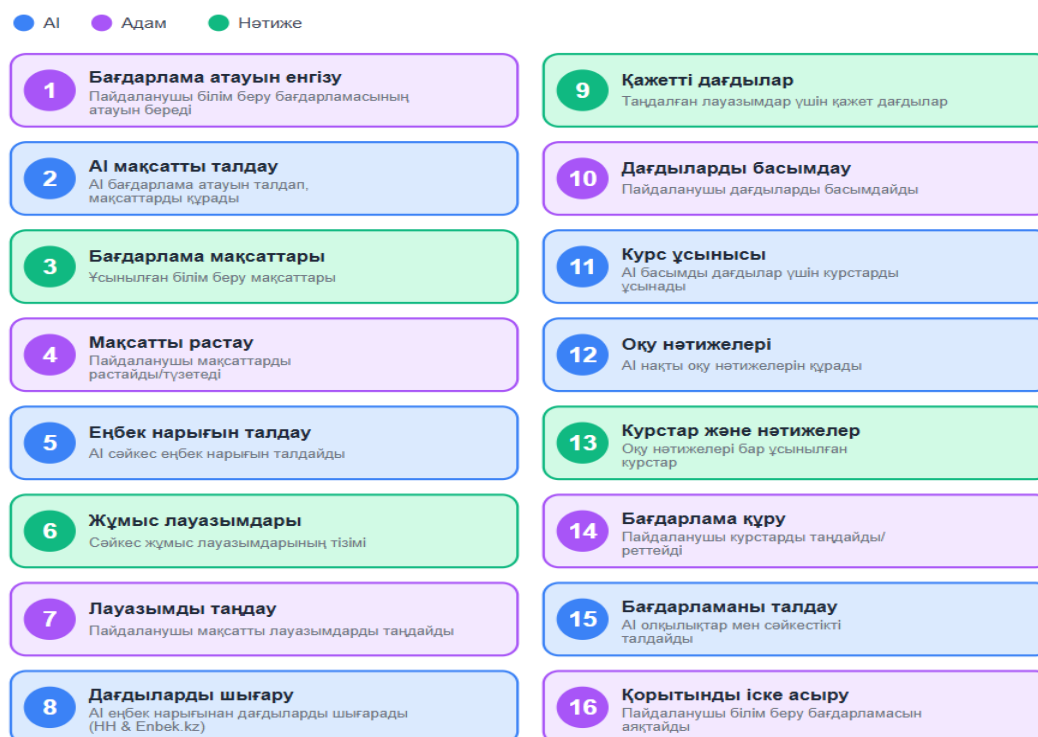 AI Адам Нәтиже
1
Бағдарлама атауын енгізу
Пайдаланушы білім беру бағдарламасының
атауын береді
2
AI мақсатты талдау
AI бағдарлама атауын талдап,
мақсаттарды құрады
3
Бағдарлама мақсаттары
Ұсынылған білім беру мақсаттары
4
Мақсатты растау
Пайдаланушы мақсаттарды
растайды/түзетеді
5
Еңбек нарығын талдау
AI сәйкес еңбек нарығын талдайды
6
Жұмыс лауазымдары
Сәйкес жұмыс лауазымдарының тізімі
7
Лауазымды таңдау
Пайдаланушы мақсатты лауазымдарды таңдайды
8
Дағдыларды шығару
AI еңбек нарығынан дағдыларды шығарады
(HH & Enbek.kz)
9
Қажетті дағдылар
Таңдалған лауазымдар үшін қажет дағдылар
10
Дағдыларды басымдау
Пайдаланушы дағдыларды басымдайды
11
Курс ұсынысы
AI басымды дағдылар үшін курстарды
ұсынады
12
Оқу нәтижелері
AI нақты оқу нәтижелерін құрады
13
Курстар және нәтижелер
Оқу нәтижелері бар ұсынылған
курстар
14
Бағдарлама құру
Пайдаланушы курстарды таңдайды/
реттейді
15
Бағдарламаны талдау
AI олқылықтар мен сәйкестікті
талдайды
16
Қорытынды іске асыру
Пайдаланушы білім беру бағдарламасын
аяқтайды